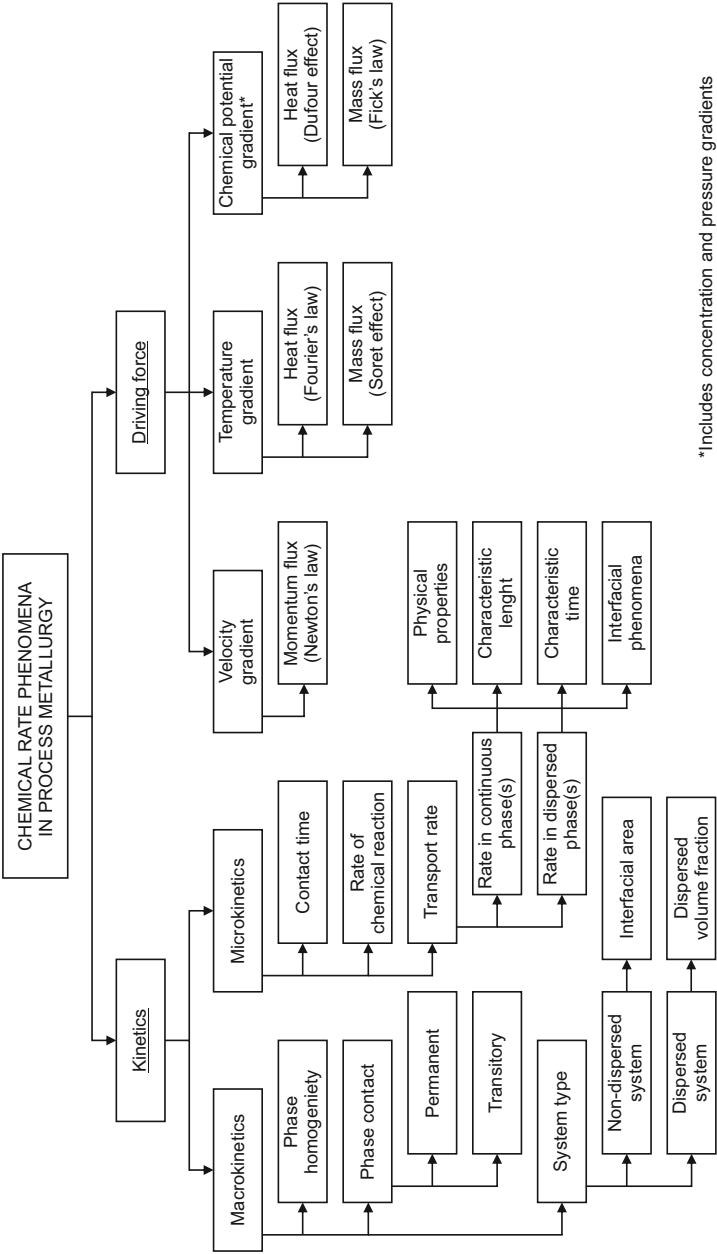 CHEMICAL RATE PHENOMENA
IN PROCESS METALLURGY
Kinetics
Driving force
Macrokinetics
Microkinetics
Velocity
gradient
Temperature
gradient
Chemical potential
gradient*
Phase
homogeniety
Phase contact
Permanent
Transitory
System type
Non-dispersed
system
Interfacial area
Dispersed
system
Dispersed
volume fraction
Contact time
Rate of
chemical reaction
Transport rate
Rate in continuous
phase(s)
Rate in dispersed
phase(s)
Physical
properties
Characteristic
lenght
Characteristic
time
Interfacial
phenomena
Momentum flux
(Newton's law)
Heat flux
(Fourier's law)
Mass flux
(Soret effect)
Heat flux
(Dufour effect)
Mass flux
(Fick's law)
*Includes concentration and pressure gradients